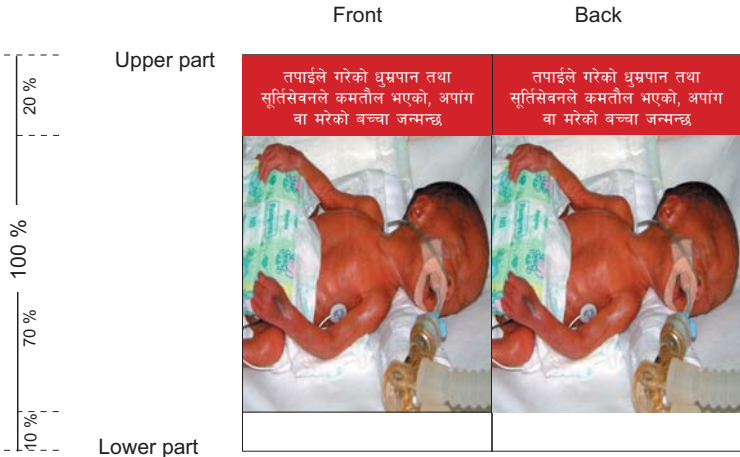 Front Back
Upper part
तपाईले गरेको धुम्रपान तथा
सूर्तिसेवनले कमतौल भएको, अपांग
वा मरेको बच्चा जन्मन्छ
तपाईले गरेको धुम्रपान तथा
सूर्तिसेवनले कमतौल भएको, अपांग
वा मरेको बच्चा जन्मन्छ
20 %
100 %
70 %
10 %
Lower part